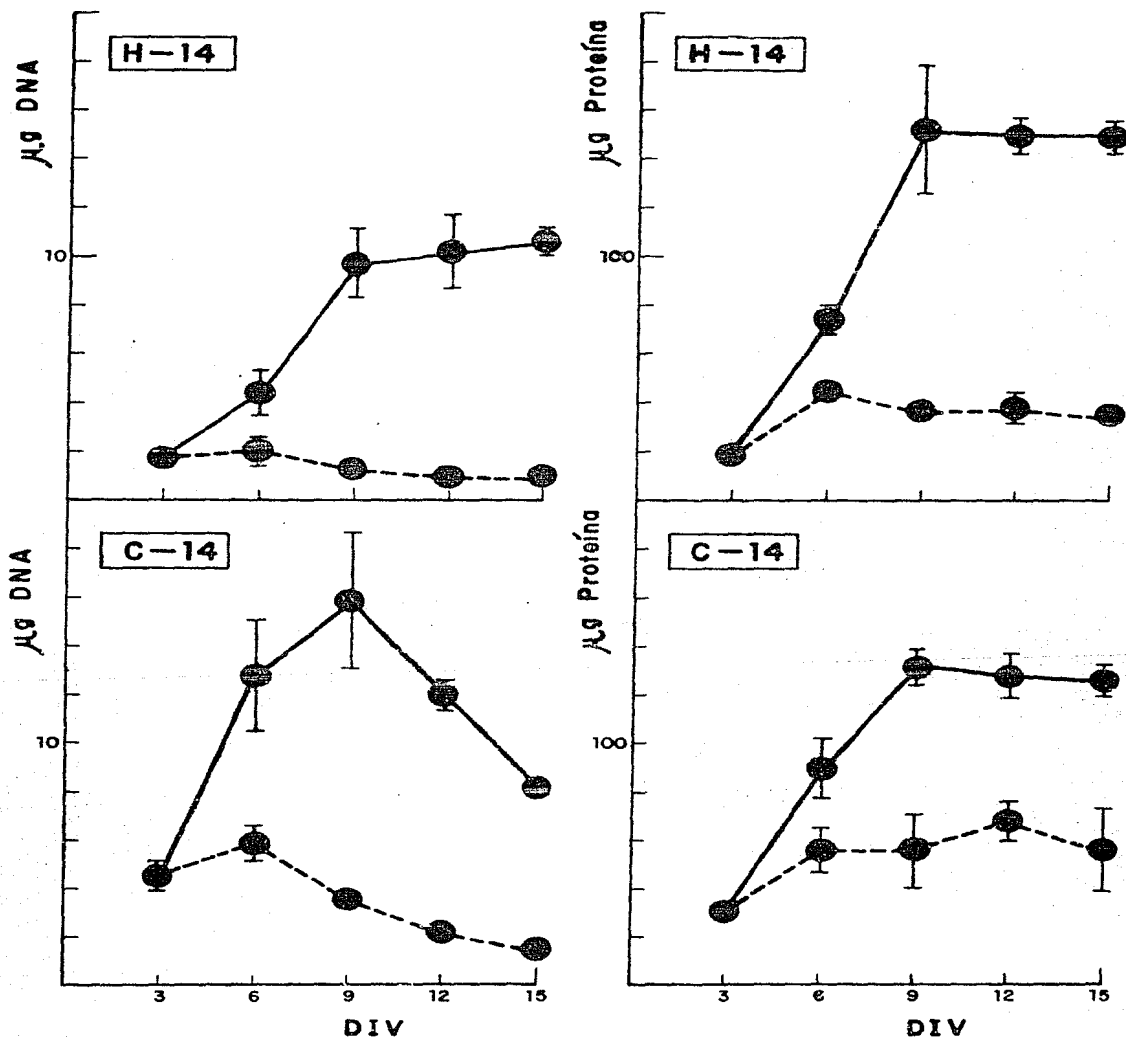 H-14
µg DNA
10
H-14
µg Proteína
100
C-14
µg DNA
10
3 6 9 12 15
DIV
C-14
µg Proteína
100
3 6 9 12 15
DIV